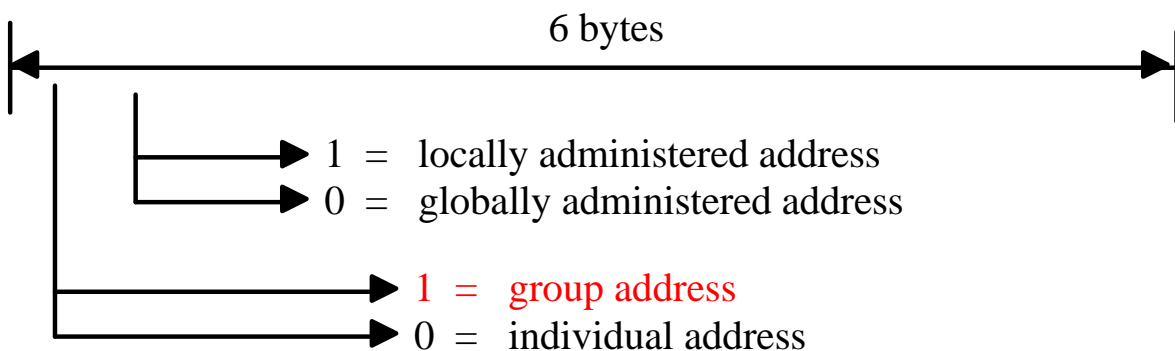 6 bytes
1 = locally administered address
0 = globally administered address
1 = group address
0 = individual address